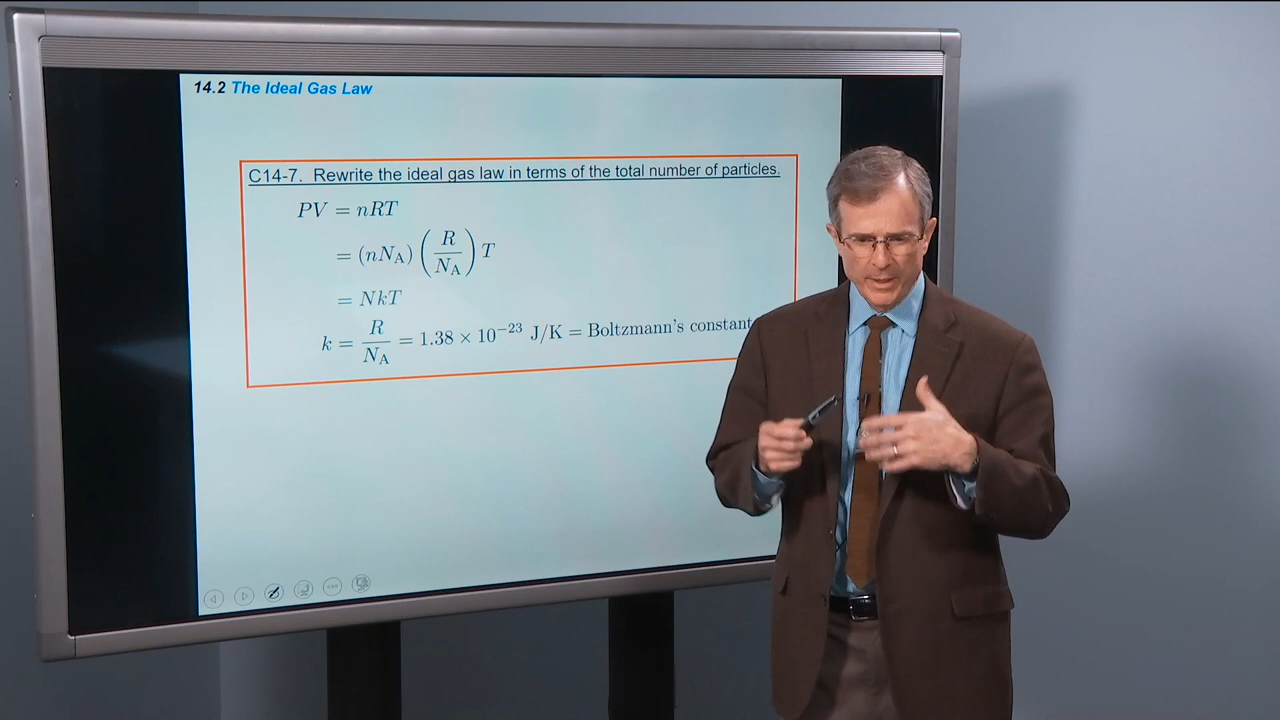 14.2 The Ideal Gas Law
C14-7. Rewrite the ideal gas law in terms of the total number of particles.
PV = nRT
= (nN_A) (R/N_A) T
= NkT
k = R/N_A = 1.38 × 10^−23 J/K = Boltzmann's constant